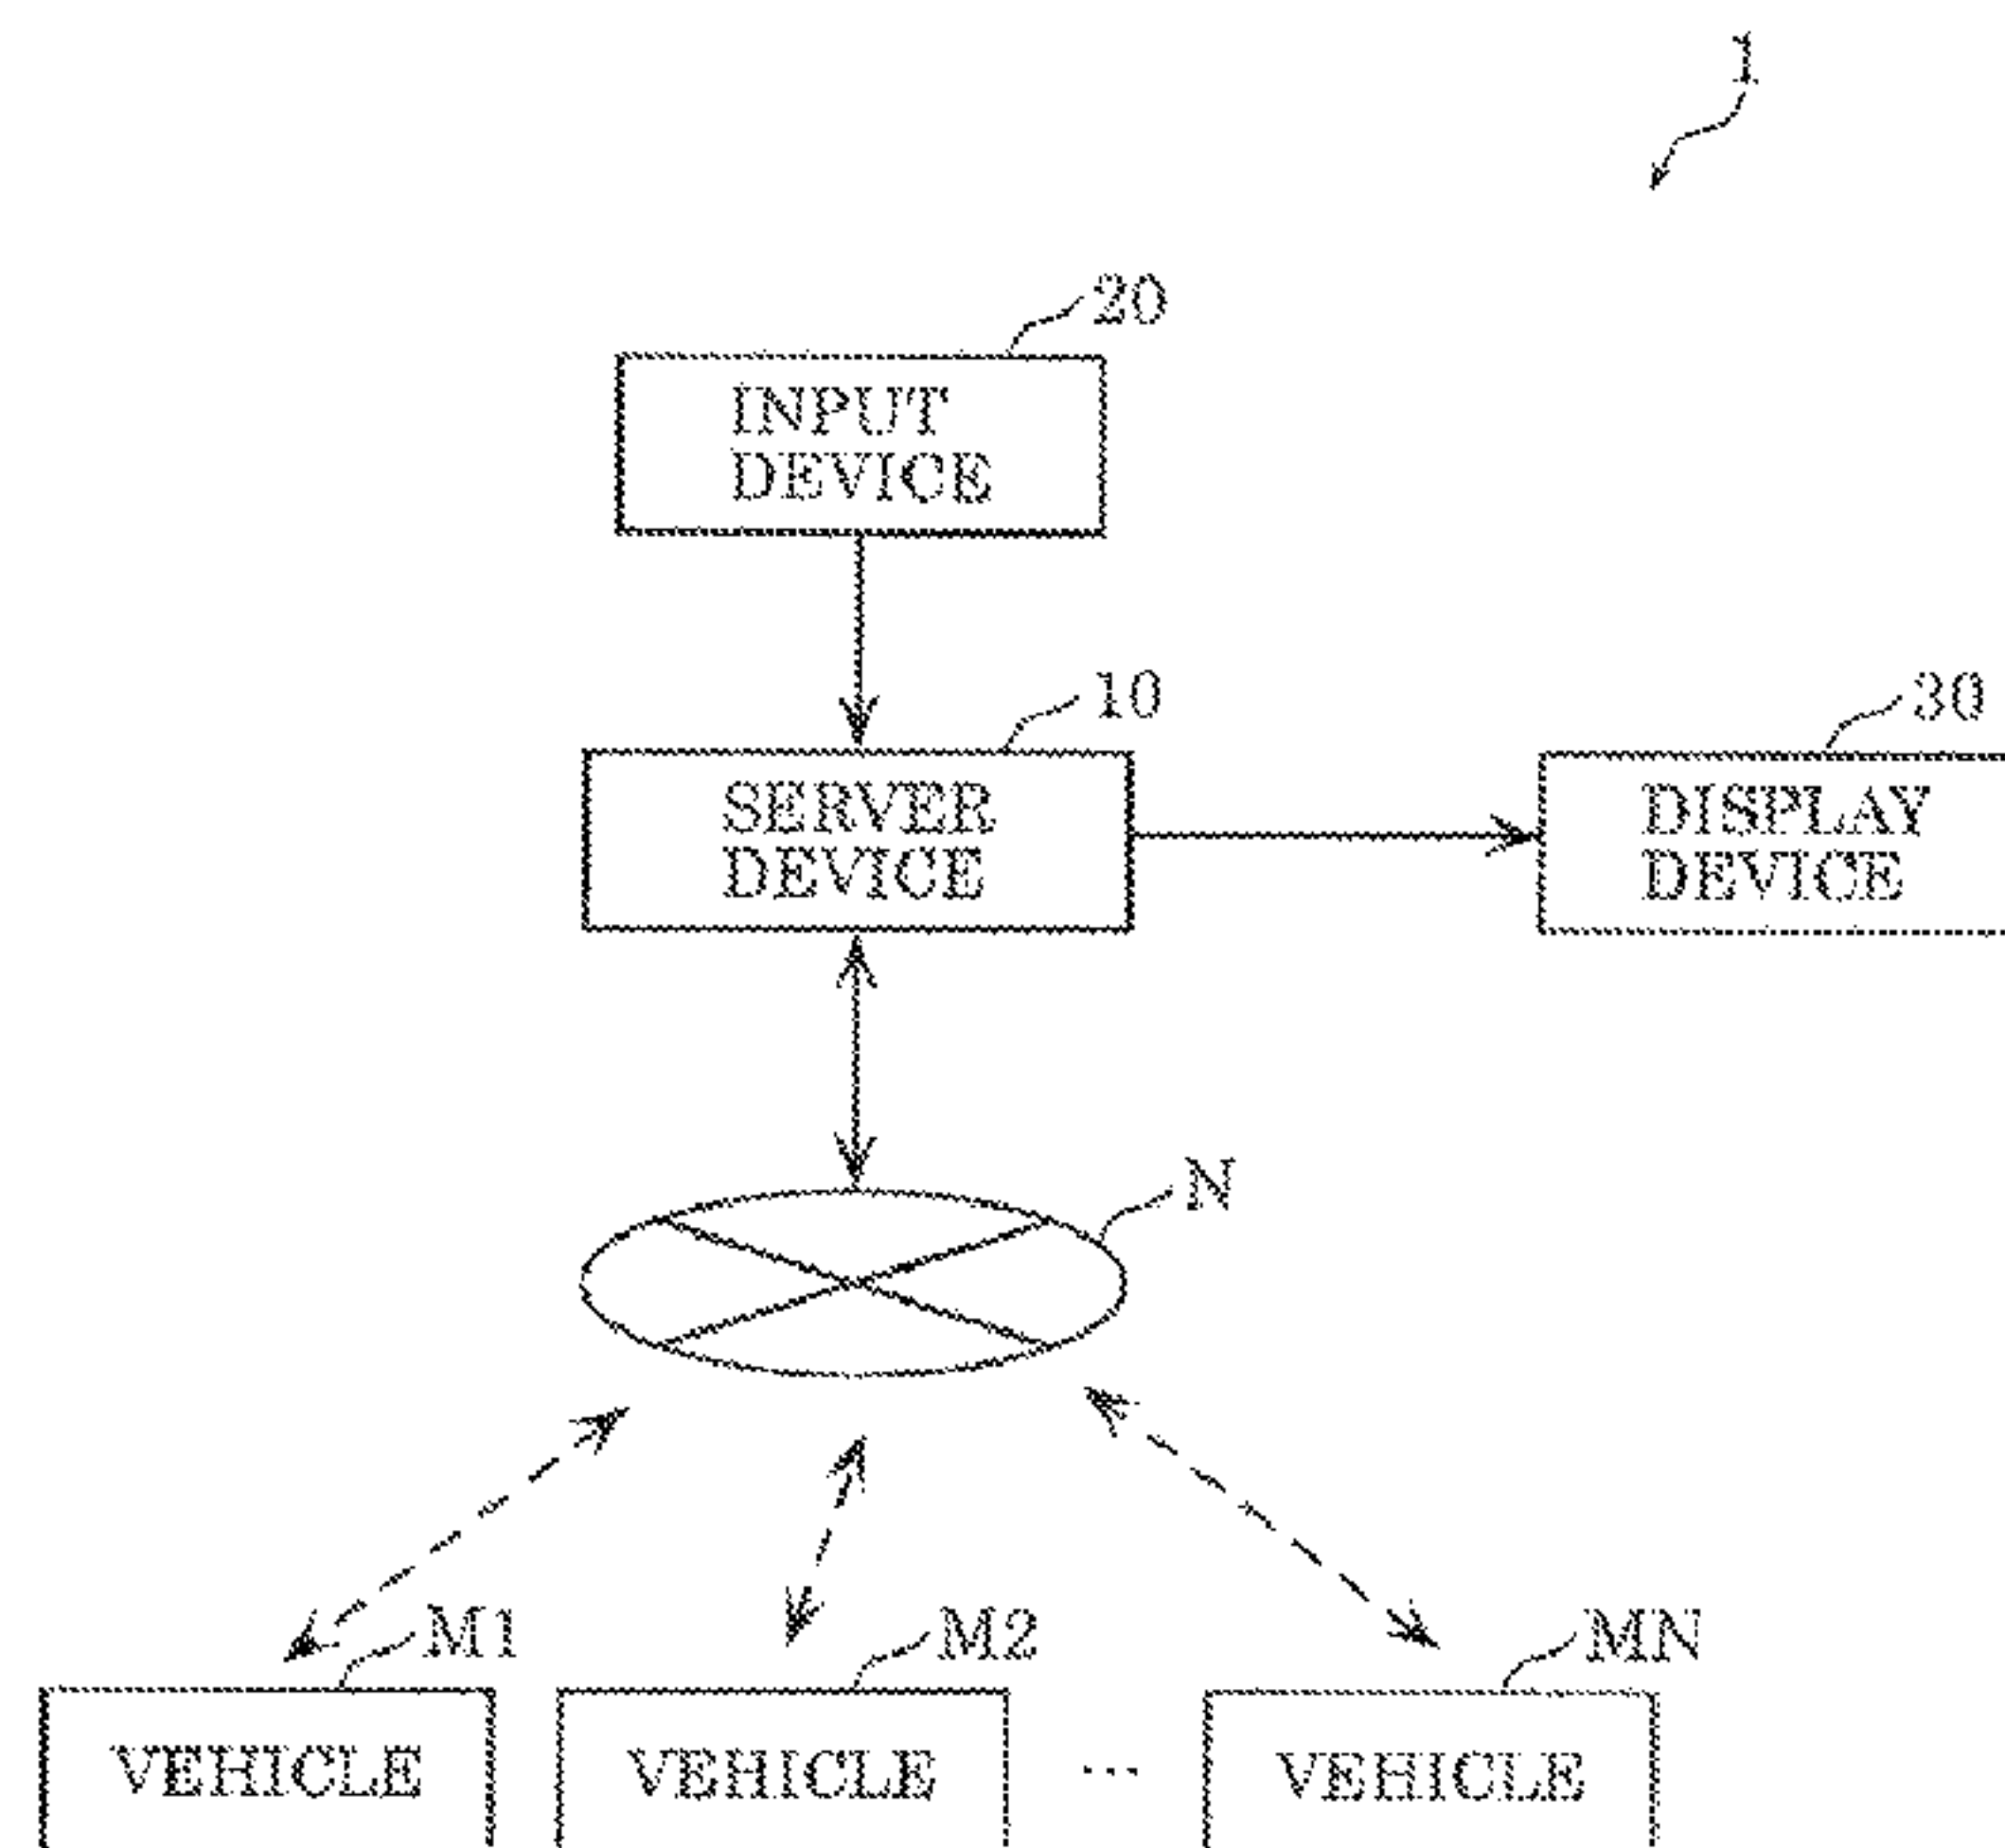 1
20
INPUT
DEVICE
10
SERVER
DEVICE
30
DISPLAY
DEVICE
N
M1
VEHICLE
M2
VEHICLE
...
MN
VEHICLE